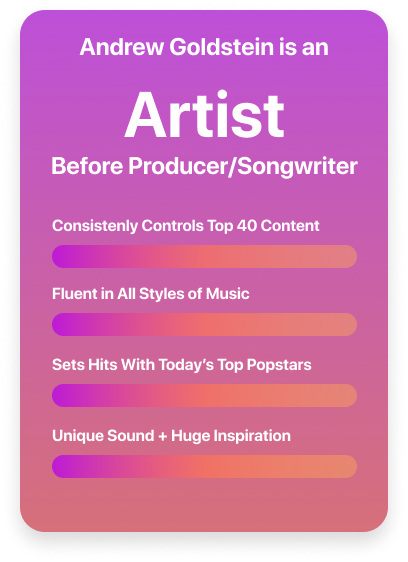 Andrew Goldstein is an
Artist
Before Producer/Songwriter
Consistenly Controls Top 40 Content
Fluent in All Styles of Music
Sets Hits With Today’s Top Popstars
Unique Sound + Huge Inspiration